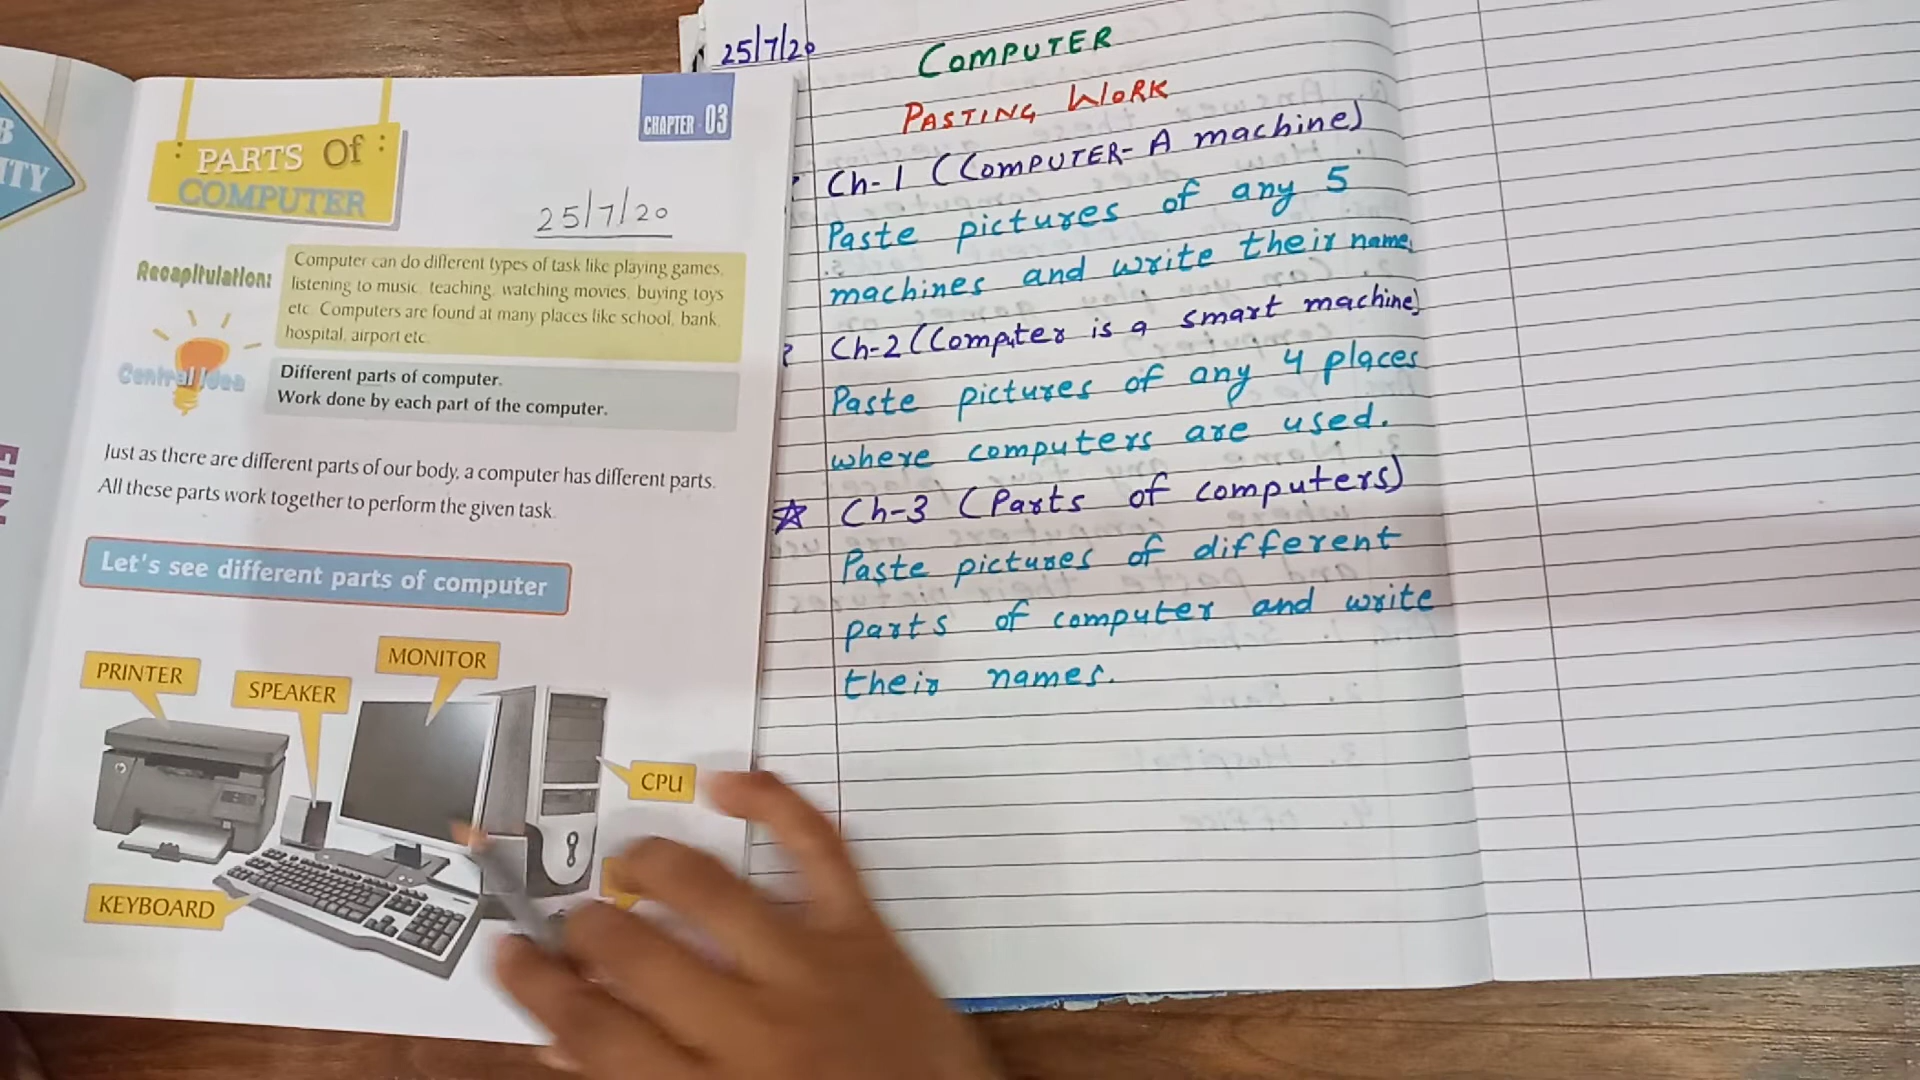 B
ITY
FUN
CHAPTER - 03
PARTS Of
COMPUTER
25/7/20
Recapitulation:
Computer can do different types of task like playing games,
listening to music, teaching, watching movies, buying toys
etc. Computers are found at many places like school, bank,
hospital, airport etc.
Central Idea
Different parts of computer.
Work done by each part of the computer.
Just as there are different parts of our body, a computer has different parts.
All these parts work together to perform the given task.
Let's see different parts of computer
PRINTER
SPEAKER
MONITOR
CPU
KEYBOARD
25/7/20
COMPUTER
PASTING WORK
Ch-1 (COMPUTER- A machine)
Paste pictures of any 5
machines and write their name.
Ch-2 (Computer is a smart machine)
Paste pictures of any 4 places
where computers are used.
☆ Ch-3 (Parts of computers)
Paste pictures of different
parts of computer and write
their names.